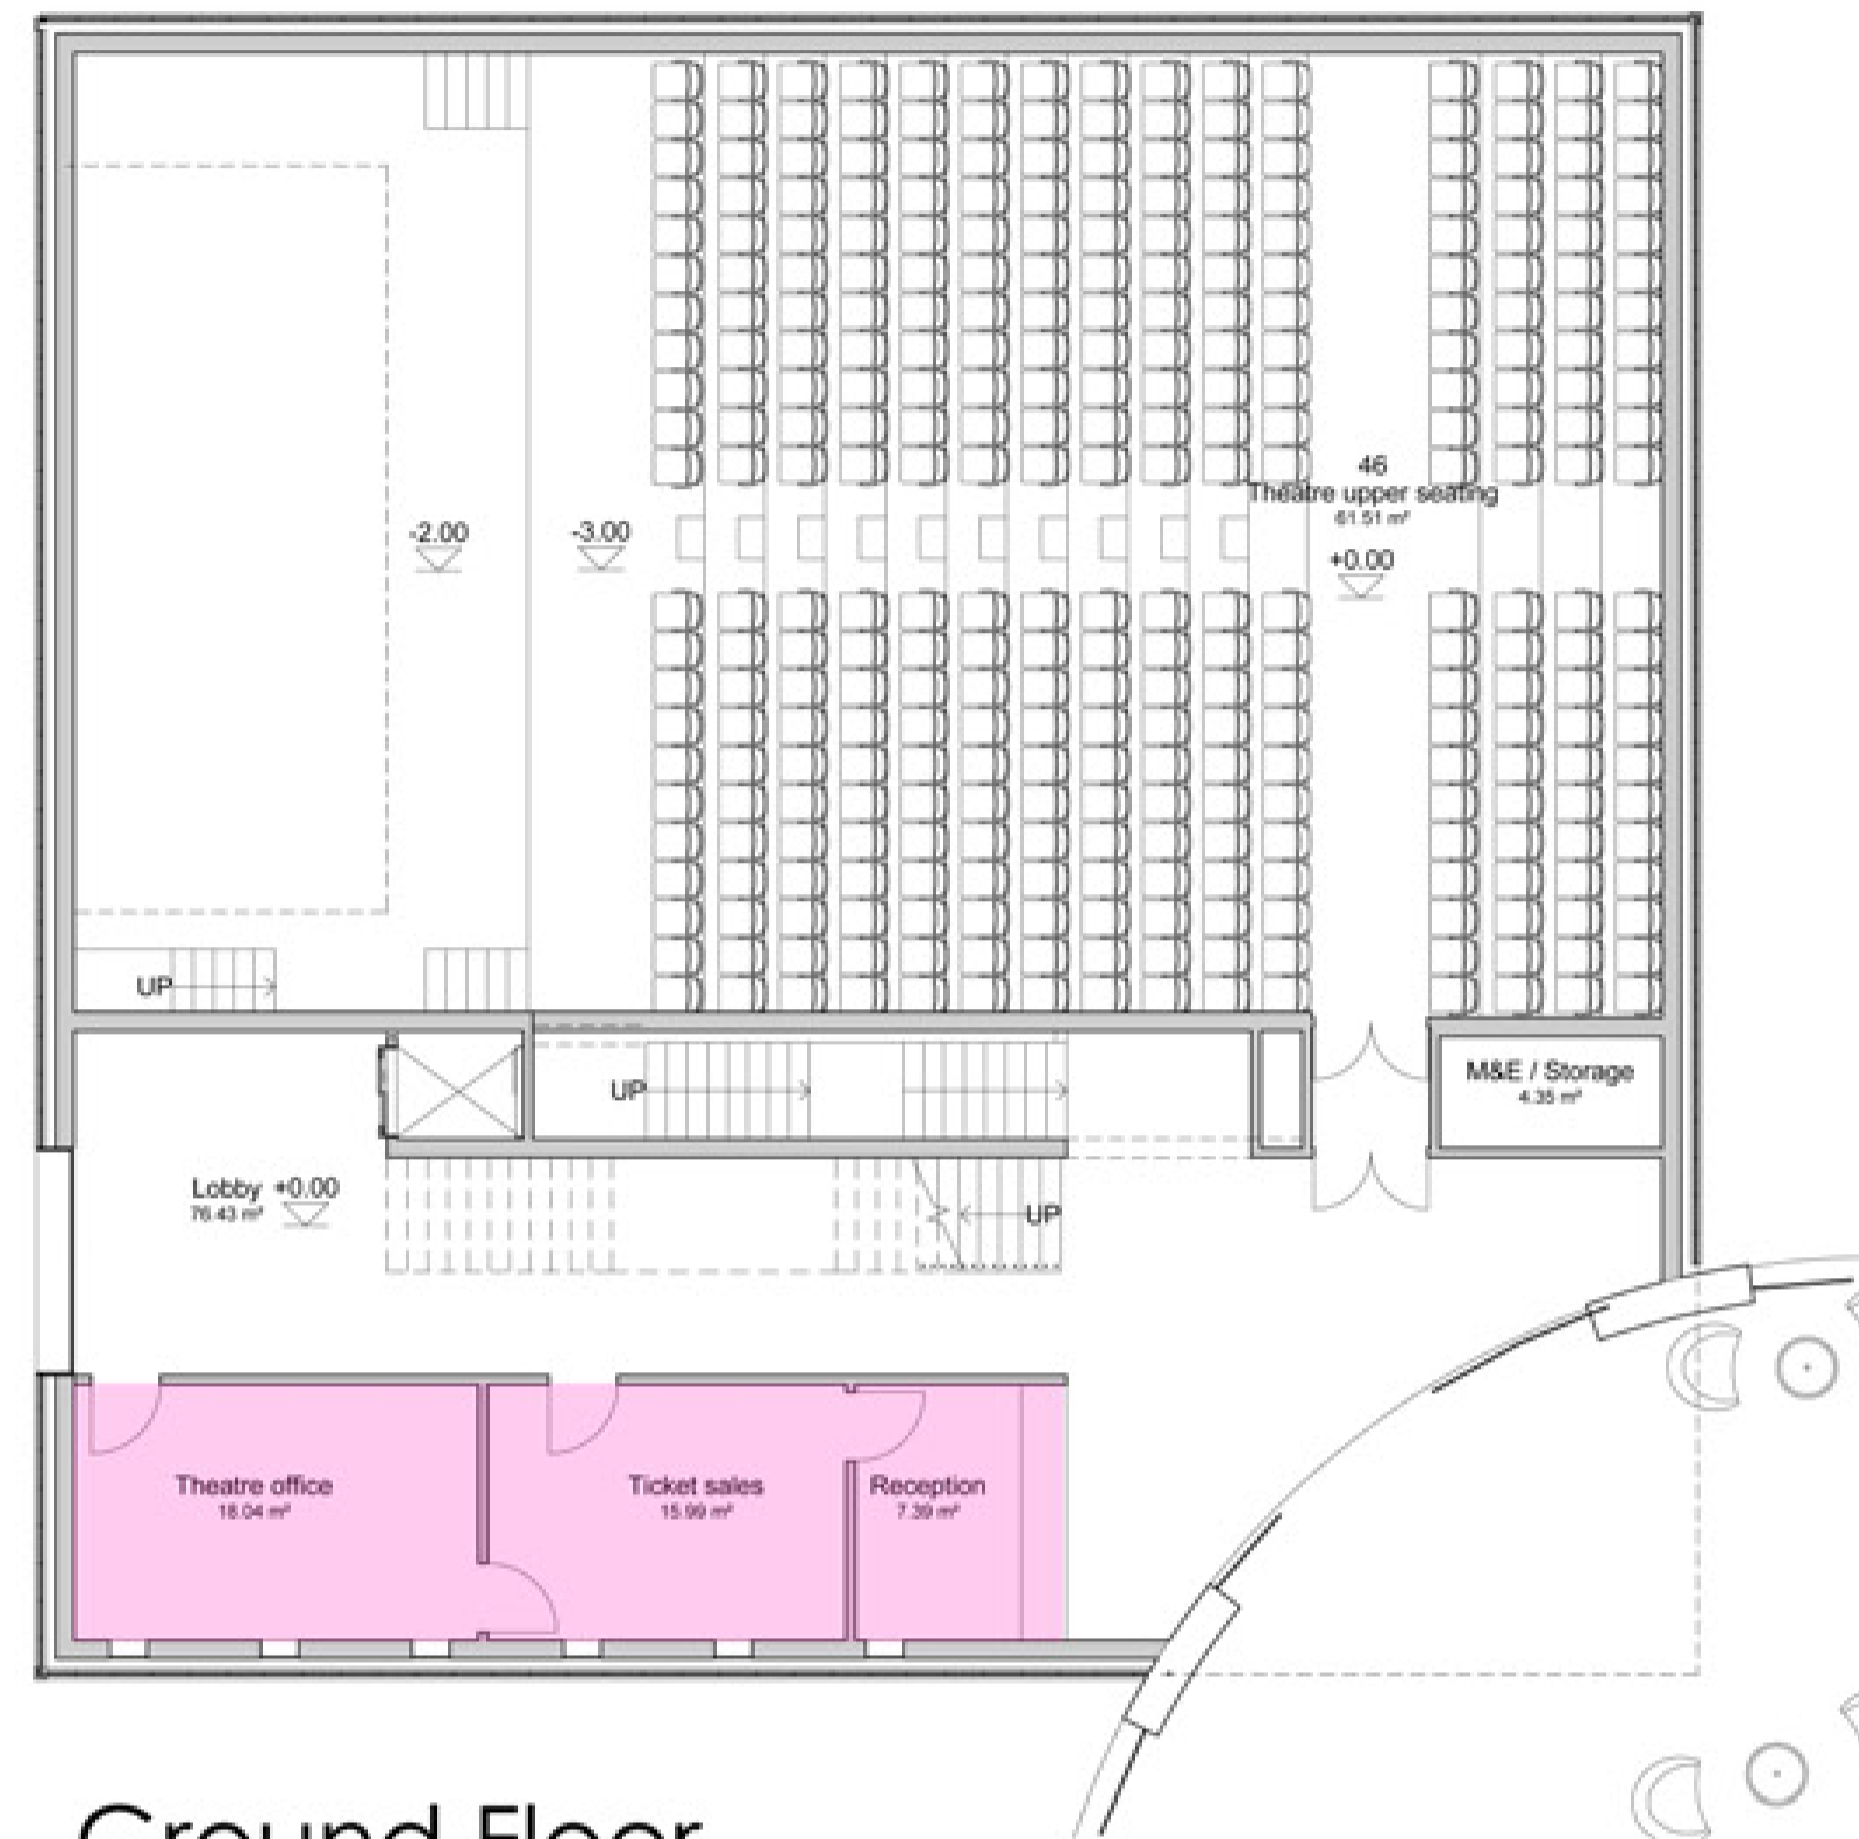 46
Theatre upper seating
61.51 m²
-2.00
-3.00
+0.00
UP
UP
M&E / Storage
4.35 m²
Lobby +0.00
76.43 m²
UP
Theatre office
18.04 m²
Ticket sales
15.99 m²
Reception
7.39 m²
Ground Floor